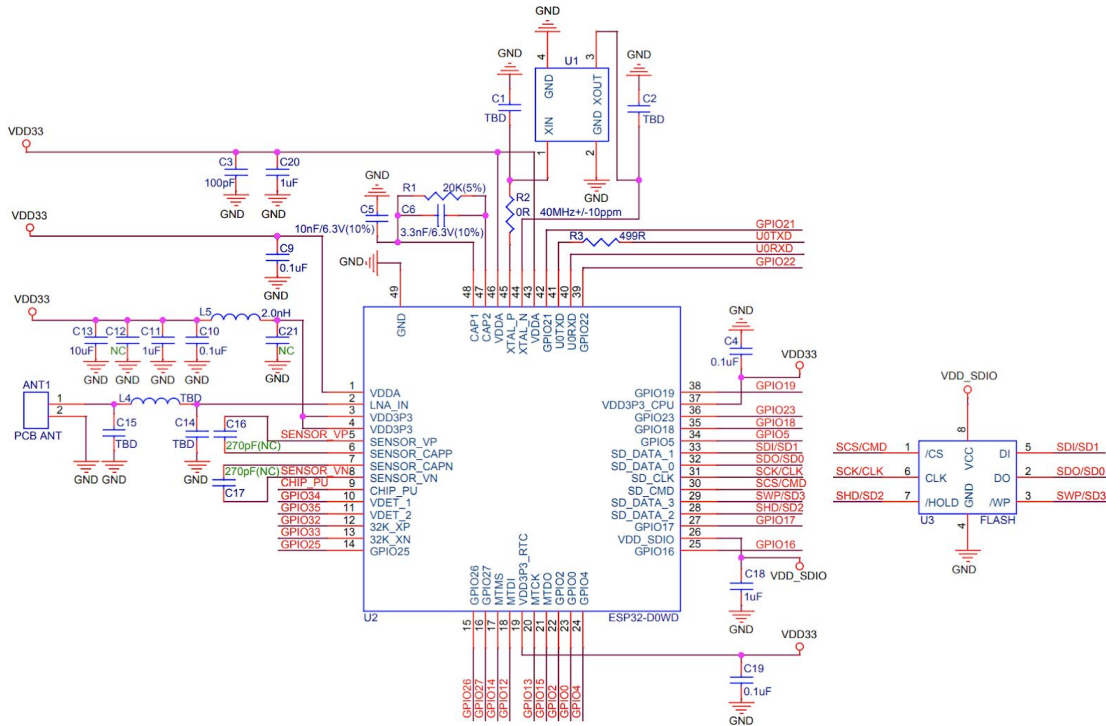 GND
GND
4
3
U1
GND
XOUT
XIN
GND
1
2
GND
GND
C1
TBD
GND
C2
TBD
VDD33
C3
100pF
GND
C20
1uF
GND
GND
C5
10nF/6.3V(10%)
R1
20K(5%)
C6
3.3nF/6.3V(10%)
R2
0R
40MHz+/-10ppm
GPIO21
U0TXD
R3
499R
U0RXD
GPIO22
VDD33
C9
0.1uF
GND
GND
49
48
47
46
45
44
43
42
41
40
39
GND
CAP1
CAP2
VDDA
XTAL_P
XTAL_N
VDDA
GPIO21
U0TXD
U0RXD
GPIO22
VDD33
L5
2.0nH
C13
10uF
GND
C12
NC
GND
C11
1uF
GND
C10
0.1uF
GND
C21
NC
GND
ANT1
1
2
PCB ANT
GND
L4
TBD
C15
TBD
GND
C14
TBD
GND
C16
270pF(NC)
SENSOR_VP
270pF(NC)
C17
SENSOR_VN
CHIP_PU
GPIO34
GPIO35
GPIO32
GPIO33
GPIO25
1 VDDA
2 LNA_IN
3 VDD3P3
4 VDD3P3
5 SENSOR_VP
6 SENSOR_CAPP
7 SENSOR_CAPN
8 SENSOR_VN
9 CHIP_PU
10 VDET_1
11 VDET_2
12 32K_XP
13 32K_XN
14 GPIO25
GPIO19 38 GPIO19
VDD3P3_CPU 37
GPIO23 36 GPIO23
GPIO18 35 GPIO18
GPIO5 34 GPIO5
SD_DATA_1 33 SDI/SD1
SD_DATA_0 32 SDO/SD0
SD_CLK 31 SCK/CLK
SD_CMD 30 SCS/CMD
SD_DATA_3 29 SWP/SD3
SD_DATA_2 28 SHD/SD2
GPIO17 27 GPIO17
VDD_SDIO 26
GPIO16 25 GPIO16
GND
C4
0.1uF
VDD33
VDD_SDIO
C18
1uF
GND
GPIO26
GPIO27
MTMS
MTDI
VDD3P3_RTC
MTCK
MTDO
GPIO2
GPIO0
GPIO4
U2
ESP32-D0WD
15
16
17
18
19
20
21
22
23
24
GPIO26
GPIO27
GPIO14
GPIO12
GPIO13
GPIO15
GPIO2
GPIO0
GPIO4
VDD33
C19
0.1uF
GND
VDD_SDIO
8
VCC
SCS/CMD 1 /CS
SCK/CLK 6 CLK
SHD/SD2 7 /HOLD
DI 5 SDI/SD1
DO 2 SDO/SD0
/WP 3 SWP/SD3
GND
U3
FLASH
4
GND